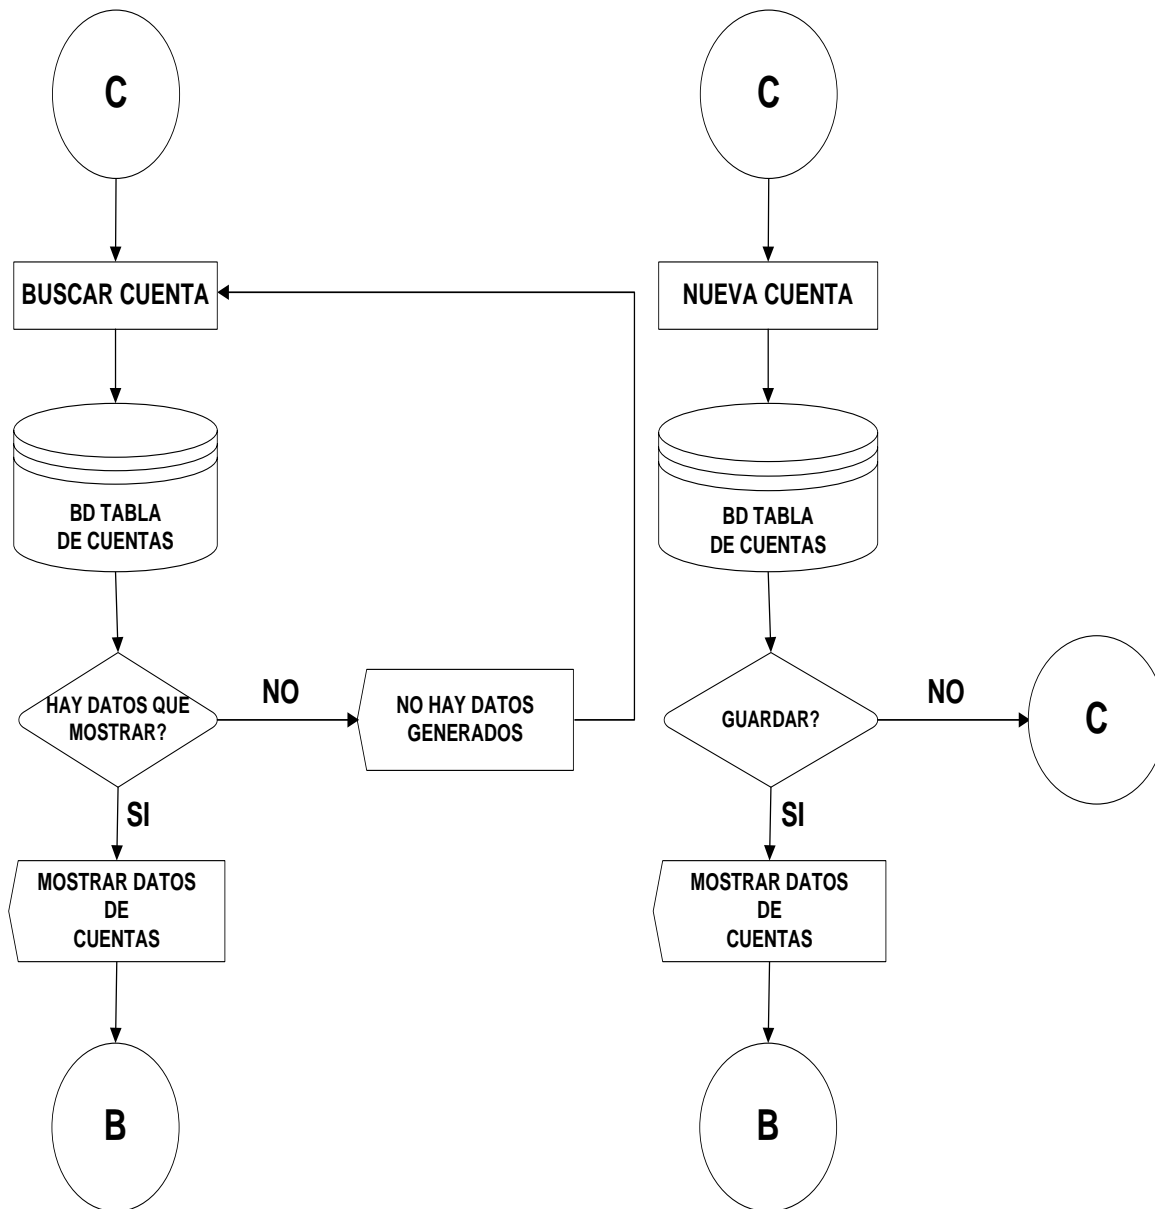 C
BUSCAR CUENTA
BD TABLA
DE CUENTAS
HAY DATOS QUE
MOSTRAR?
NO
NO HAY DATOS
GENERADOS
SI
MOSTRAR DATOS
DE
CUENTAS
B
C
NUEVA CUENTA
BD TABLA
DE CUENTAS
GUARDAR?
NO
C
SI
MOSTRAR DATOS
DE
CUENTAS
B